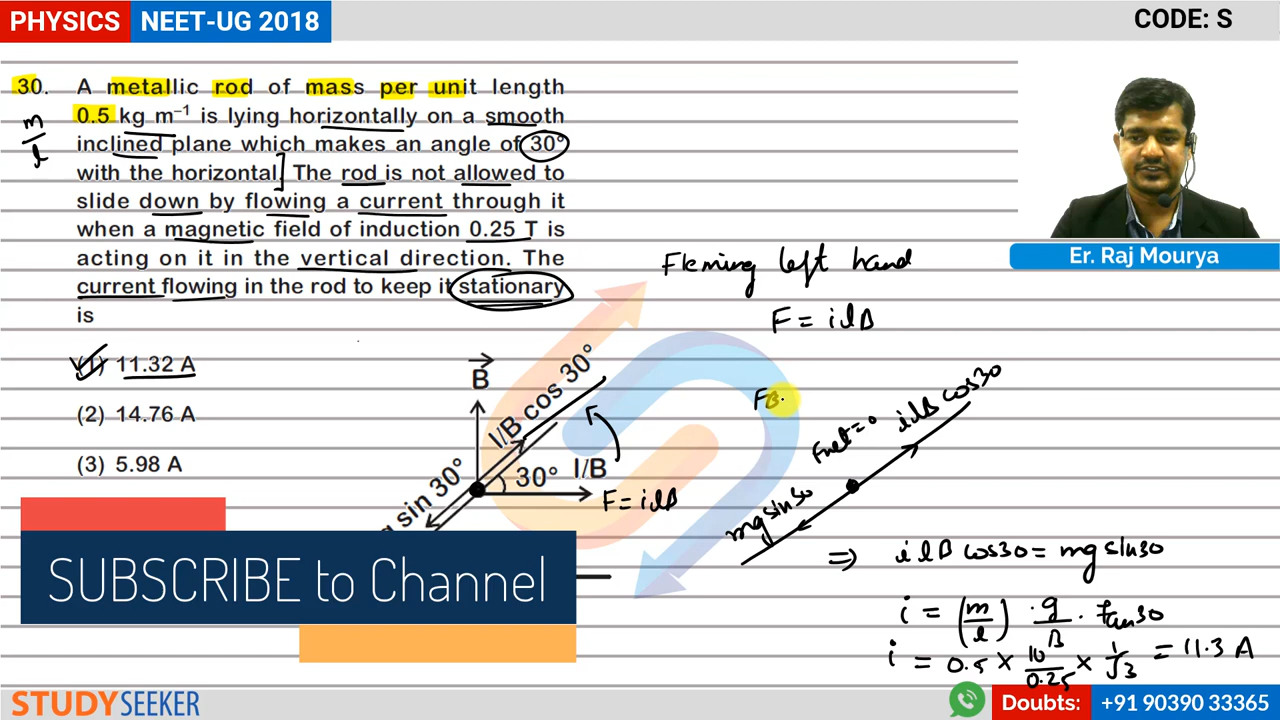 PHYSICS NEET-UG 2018
CODE: S
30. A metallic rod of mass per unit length
0.5 kg m⁻¹ is lying horizontally on a smooth
inclined plane which makes an angle of 30°
with the horizontal. The rod is not allowed to
slide down by flowing a current through it
when a magnetic field of induction 0.25 T is
acting on it in the vertical direction. The
current flowing in the rod to keep it stationary
is
m/l
(1) 11.32 A
(2) 14.76 A
(3) 5.98 A
Er. Raj Mourya
Fleming left hand
F = ilB
B
IlB cos 30°
30° IlB
F = ilB
g sin 30°
FB.
Fnet=0
ilB cos30
mg sin30
⇒ ilB cos30 = mg sin30
i = (m/l) . g/B . tan30
i = 0.5 × 10/0.25 × 1/√3 = 11.3 A
SUBSCRIBE to Channel
STUDYSEEKER
Doubts: +91 90390 33365